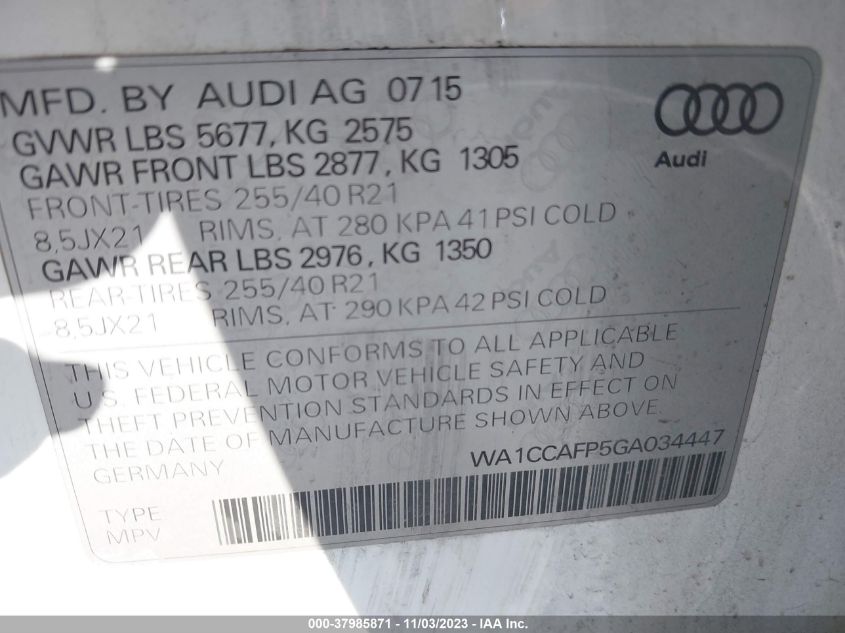 MFD. BY AUDI AG 07 15
GVWR LBS 5677, KG 2575
GAWR FRONT LBS 2877, KG 1305
Audi
FRONT-TIRES 255/40 R21
8,5JX21 RIMS, AT 280 KPA 41 PSI COLD
GAWR REAR LBS 2976, KG 1350
REAR-TIRES 255/40 R21
8,5JX21 RIMS, AT 290 KPA 42 PSI COLD
THIS VEHICLE CONFORMS TO ALL APPLICABLE
U.S. FEDERAL MOTOR VEHICLE SAFETY AND
THEFT PREVENTION STANDARDS IN EFFECT ON
THE DATE OF MANUFACTURE SHOWN ABOVE.
GERMANY WA1CCAFP5GA034447
TYPE
MPV
000-37985871 - 11/03/2023 - 1 of 1